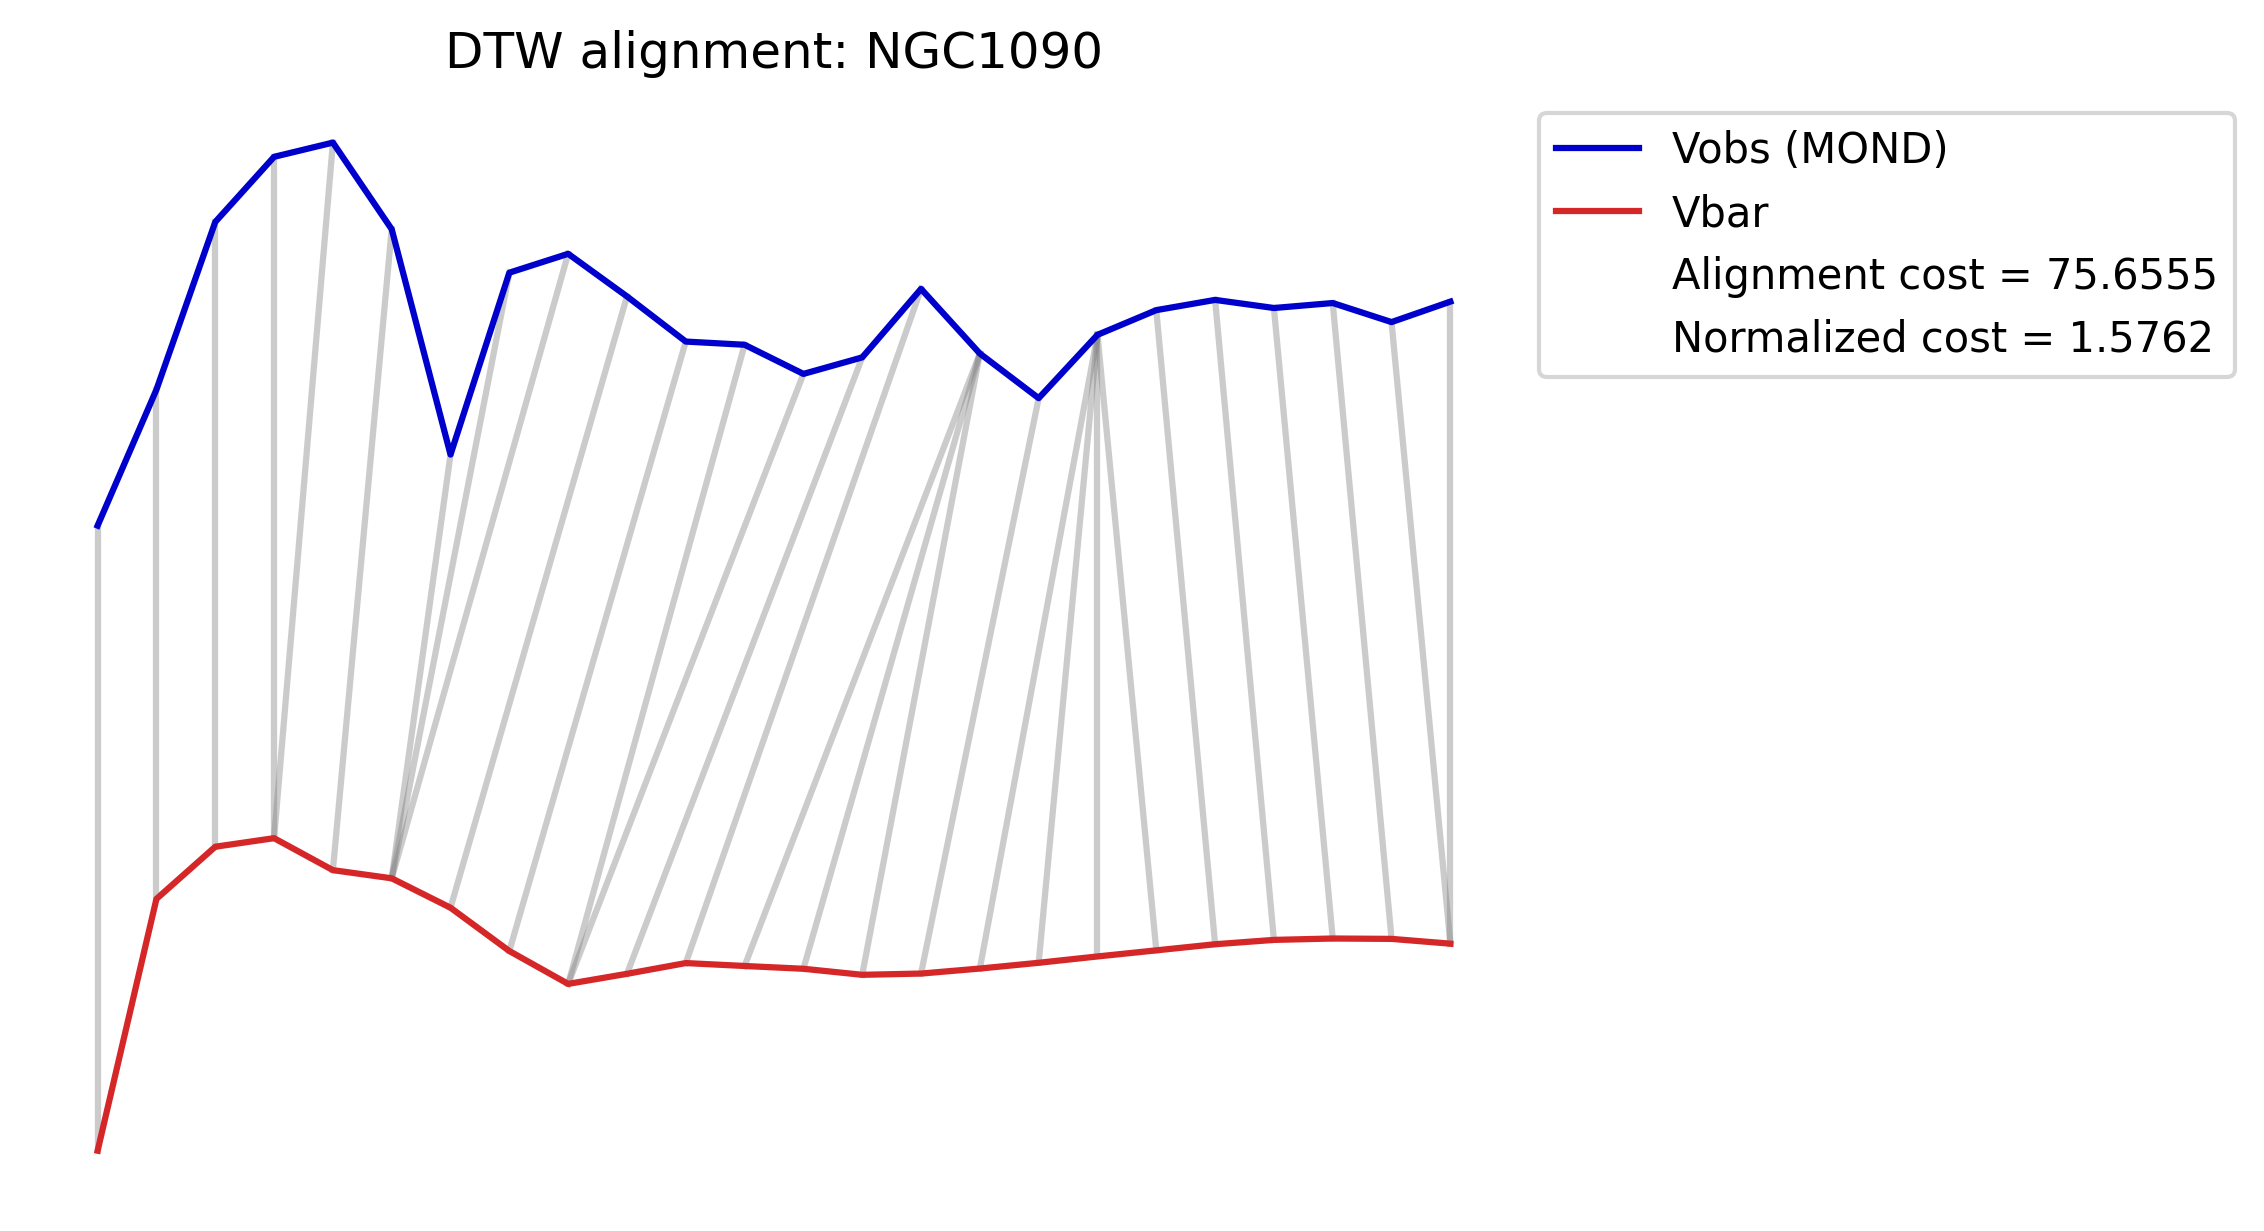 DTW alignment: NGC1090
Vobs (MOND)
Vbar
Alignment cost = 75.6555
Normalized cost = 1.5762